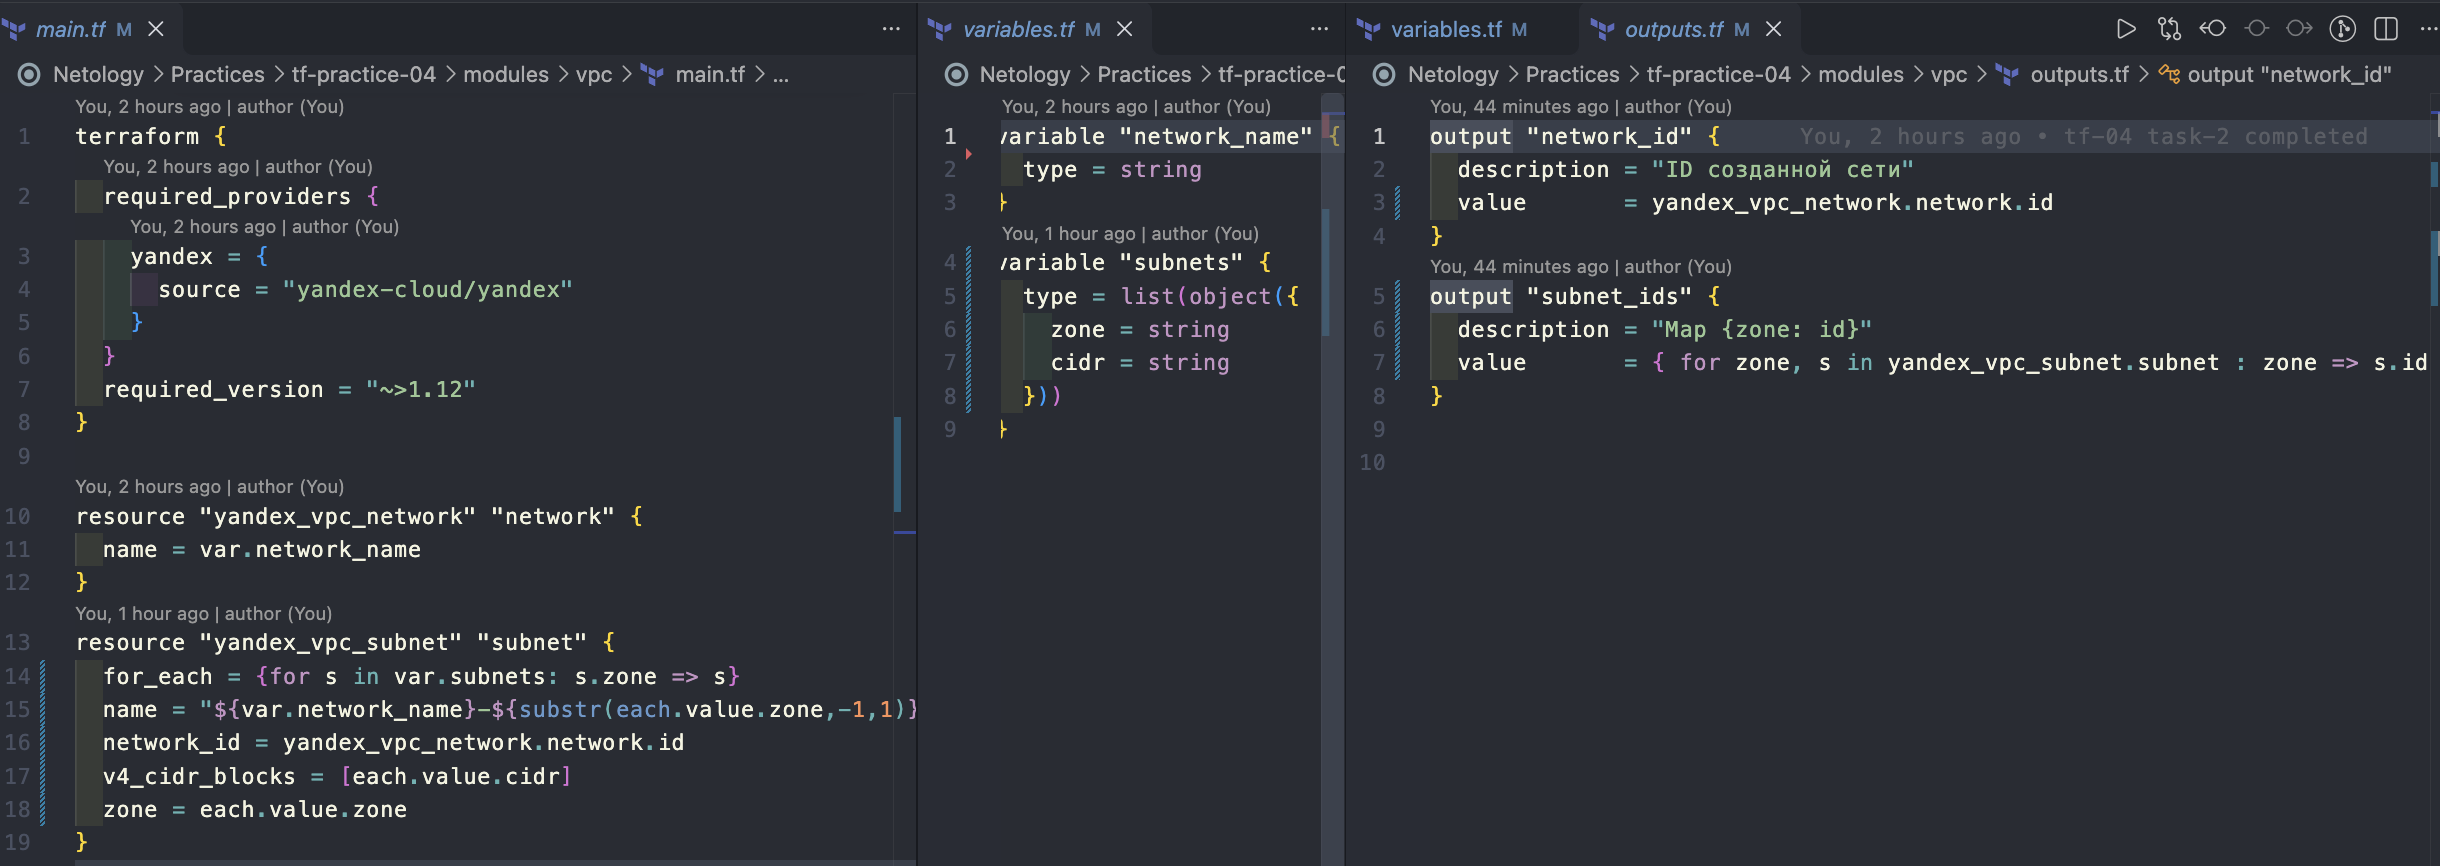 main.tf M
Netology > Practices > tf-practice-04 > modules > vpc > main.tf > ...
You, 2 hours ago | author (You)
1 terraform {
You, 2 hours ago | author (You)
2 required_providers {
You, 2 hours ago | author (You)
3 yandex = {
4 source = "yandex-cloud/yandex"
5 }
6 }
7 required_version = "~>1.12"
8 }
9
You, 2 hours ago | author (You)
10 resource "yandex_vpc_network" "network" {
11 name = var.network_name
12 }
You, 1 hour ago | author (You)
13 resource "yandex_vpc_subnet" "subnet" {
14 for_each = {for s in var.subnets: s.zone => s}
15 name = "${var.network_name}-${substr(each.value.zone,-1,1)}
16 network_id = yandex_vpc_network.network.id
17 v4_cidr_blocks = [each.value.cidr]
18 zone = each.value.zone
19 }
variables.tf M
Netology > Practices > tf-practice-0
You, 2 hours ago | author (You)
1 variable "network_name" {
2 type = string
3 }
You, 1 hour ago | author (You)
4 variable "subnets" {
5 type = list(object({
6 zone = string
7 cidr = string
8 }))
9 }
variables.tf M
outputs.tf M
Netology > Practices > tf-practice-04 > modules > vpc > outputs.tf > output "network_id"
You, 44 minutes ago | author (You)
1 output "network_id" { You, 2 hours ago • tf-04 task-2 completed
2 description = "ID созданной сети"
3 value = yandex_vpc_network.network.id
4 }
You, 44 minutes ago | author (You)
5 output "subnet_ids" {
6 description = "Map {zone: id}"
7 value = { for zone, s in yandex_vpc_subnet.subnet : zone => s.id
8 }
9
10